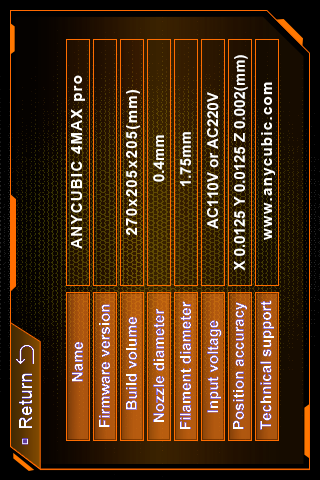 Name ANYCUBIC 4MAX pro
Firmware version
Build volume 270x205x205(mm)
Nozzle diameter 0.4mm
Filament diameter 1.75mm
Input voltage AC110V or AC220V
Position accuracy X 0.0125 Y 0.0125 Z 0.002(mm)
Technical support www.anycubic.com
Return